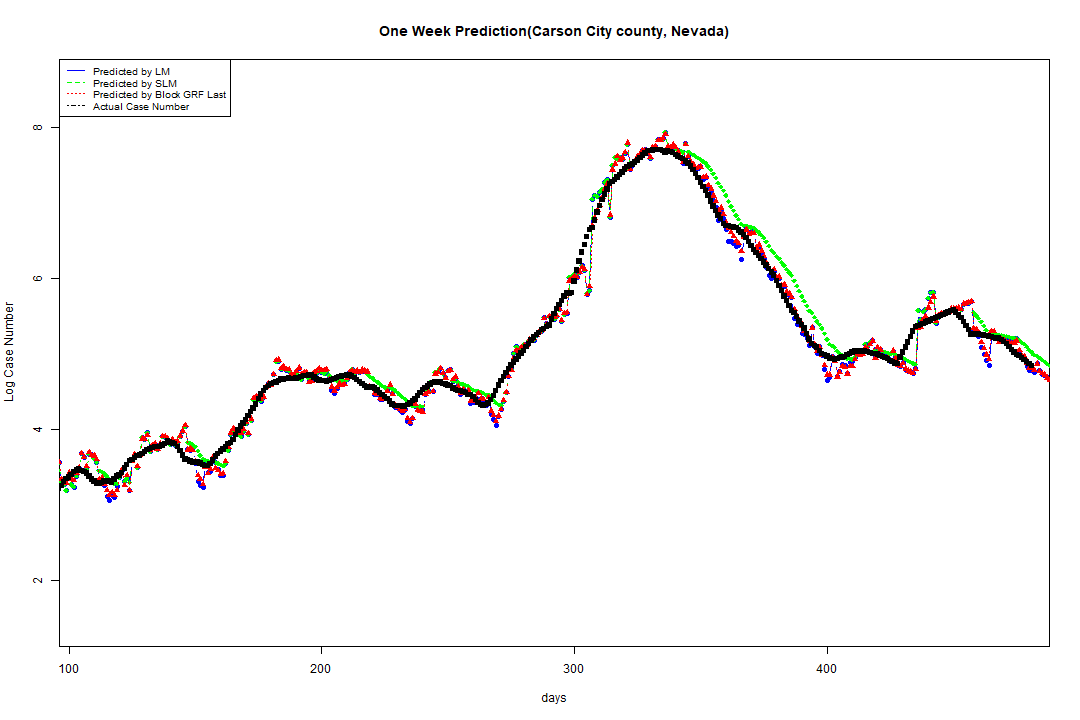 One Week Prediction(Carson City county, Nevada)
Predicted by LM
Predicted by SLM
Predicted by Block GRF Last
Actual Case Number
8
6
4
2
Log Case Number
100 200 300 400
days